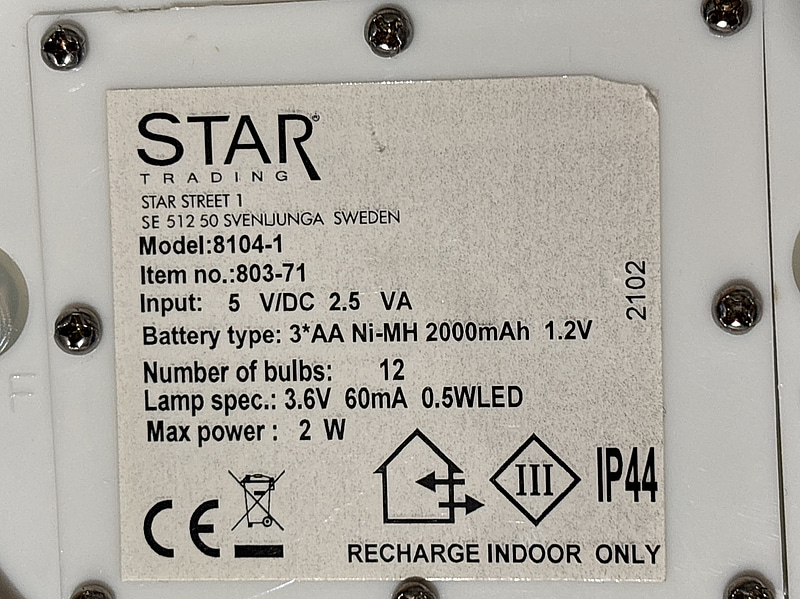 STAR®
TRADING
STAR STREET 1
SE 512 50 SVENLJUNGA SWEDEN
Model:8104-1
Item no.:803-71
Input: 5 V/DC 2.5 VA
Battery type: 3*AA Ni-MH 2000mAh 1.2V
Number of bulbs: 12
Lamp spec.: 3.6V 60mA 0.5WLED
Max power : 2 W
2102
CE
III
IP44
RECHARGE INDOOR ONLY